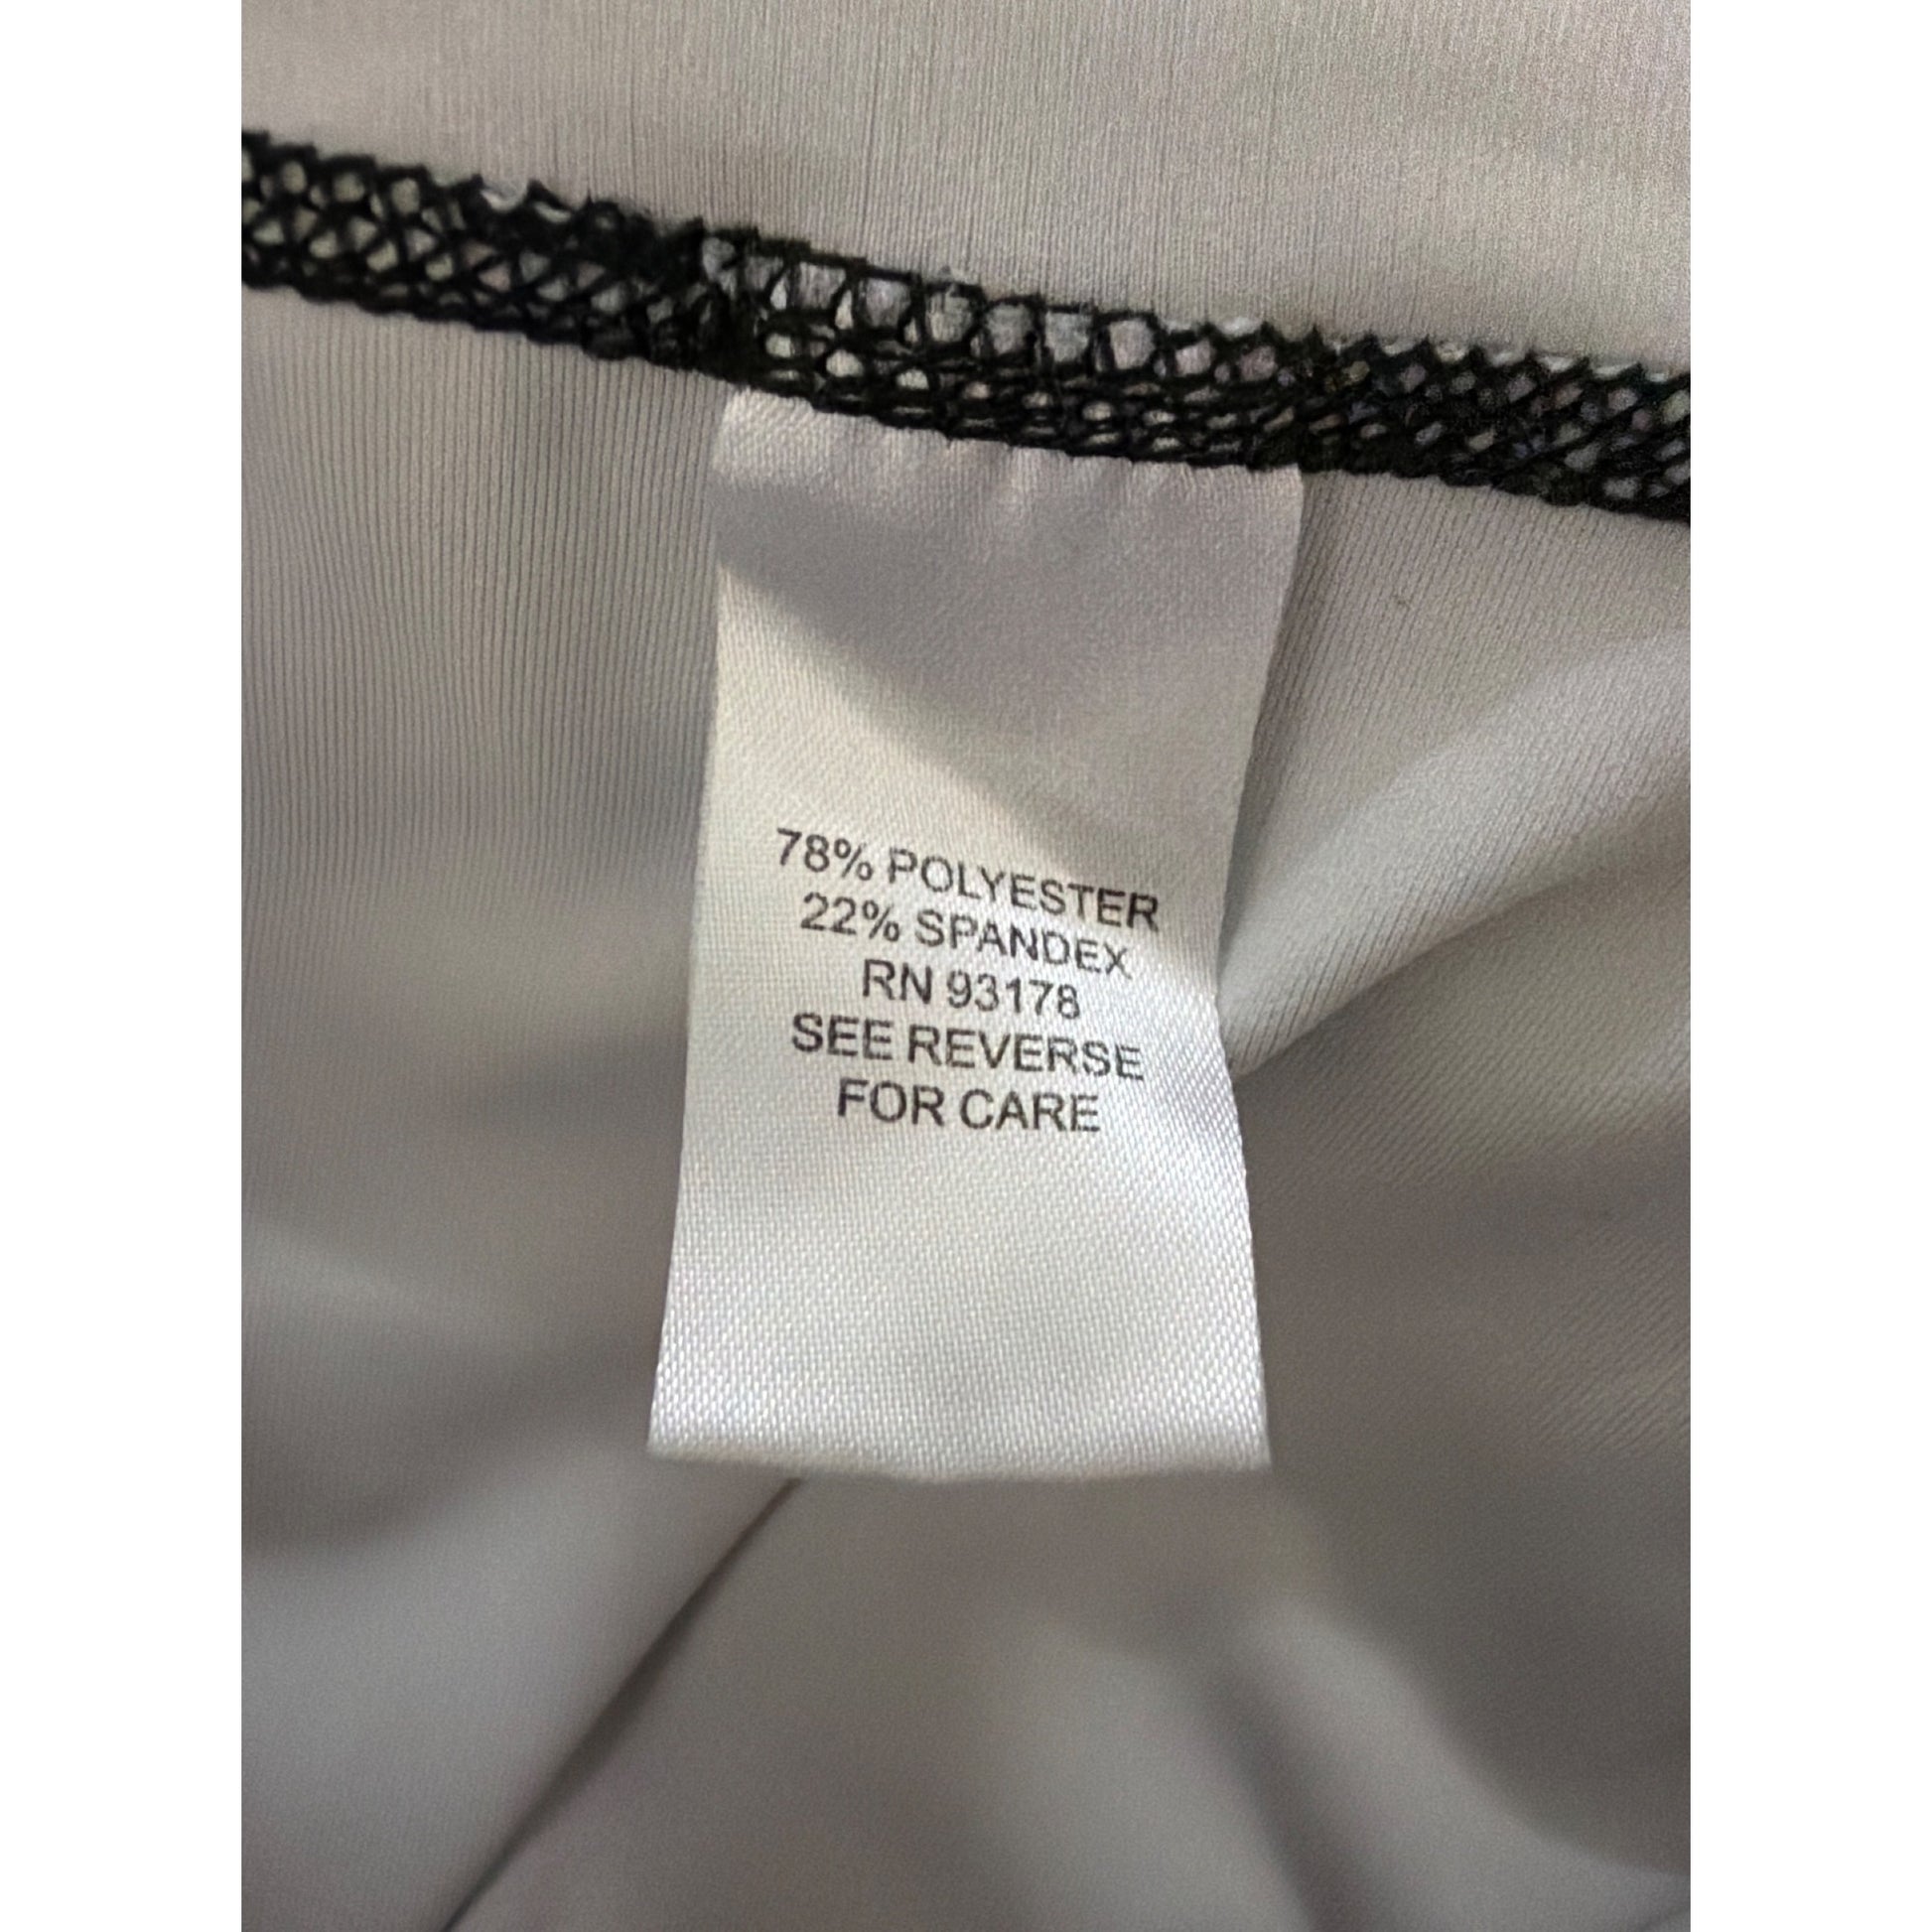 78% POLYESTER
22% SPANDEX
RN 93178
SEE REVERSE
FOR CARE